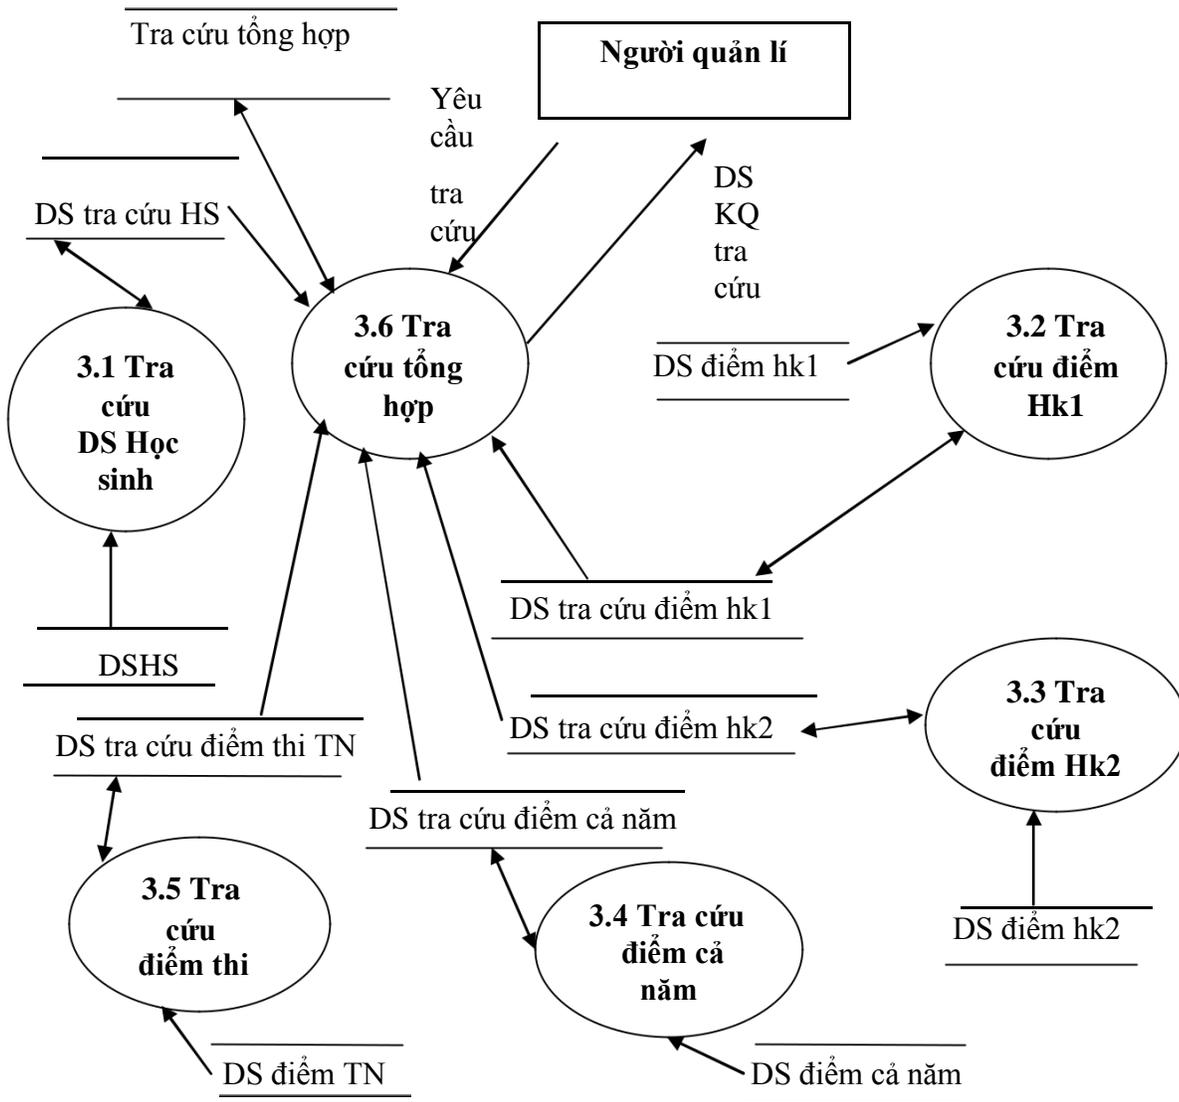 Tra cứu tổng hợp
Người quản lí
Yêu
cầu
tra
cứu
DS
KQ
tra
cứu
DS tra cứu HS
3.6 Tra
cứu tổng
hợp
3.2 Tra
cứu điểm
Hk1
DS điểm hk1
3.1 Tra
cứu
DS Học
sinh
DS tra cứu điểm hk1
DSHS
DS tra cứu điểm hk2
3.3 Tra
cứu
điểm Hk2
DS tra cứu điểm thi TN
DS tra cứu điểm cả năm
3.5 Tra
cứu
điểm thi
3.4 Tra cứu
điểm cả
năm
DS điểm hk2
DS điểm TN
DS điểm cả năm